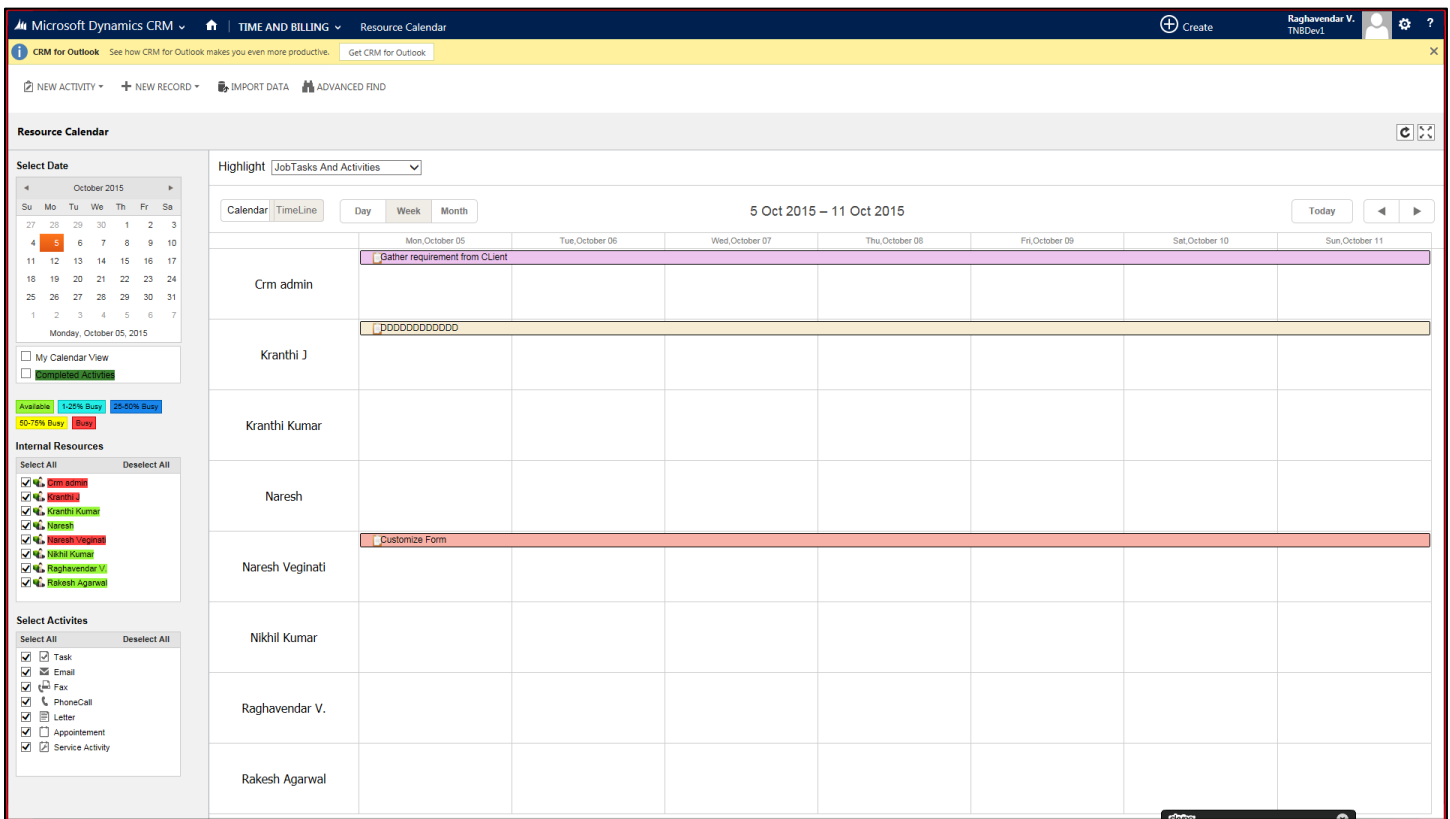 Microsoft Dynamics CRM TIME AND BILLING Resource Calendar Create Raghavendar V.
TNBDev1
?
CRM for Outlook See how CRM for Outlook makes you even more productive. Get CRM for Outlook
NEW ACTIVITY NEW RECORD IMPORT DATA ADVANCED FIND
Resource Calendar
Select Date
October 2015
Su Mo Tu We Th Fr Sa
27 28 29 30 1 2 3
4 5 6 7 8 9 10
11 12 13 14 15 16 17
18 19 20 21 22 23 24
25 26 27 28 29 30 31
1 2 3 4 5 6 7
Monday, October 05, 2015
My Calendar View
Completed Activties
Available 1-25% Busy 25-50% Busy
50-75% Busy Busy
Internal Resources
Select All Deselect All
Crm admin
Kranthi J
Kranthi Kumar
Naresh
Naresh Veginati
Nikhil Kumar
Raghavendar V.
Rakesh Agarwal
Select Activites
Select All Deselect All
Task
Email
Fax
PhoneCall
Letter
Appointement
Service Activity
Highlight JobTasks And Activities
Calendar TimeLine Day Week Month 5 Oct 2015 – 11 Oct 2015 Today
Mon,October 05 Tue,October 06 Wed,October 07 Thu,October 08 Fri,October 09 Sat,October 10 Sun,October 11
Gather requirement from CLient
Crm admin
DDDDDDDDDDDD
Kranthi J
Kranthi Kumar
Naresh
Customize Form
Naresh Veginati
Nikhil Kumar
Raghavendar V.
Rakesh Agarwal